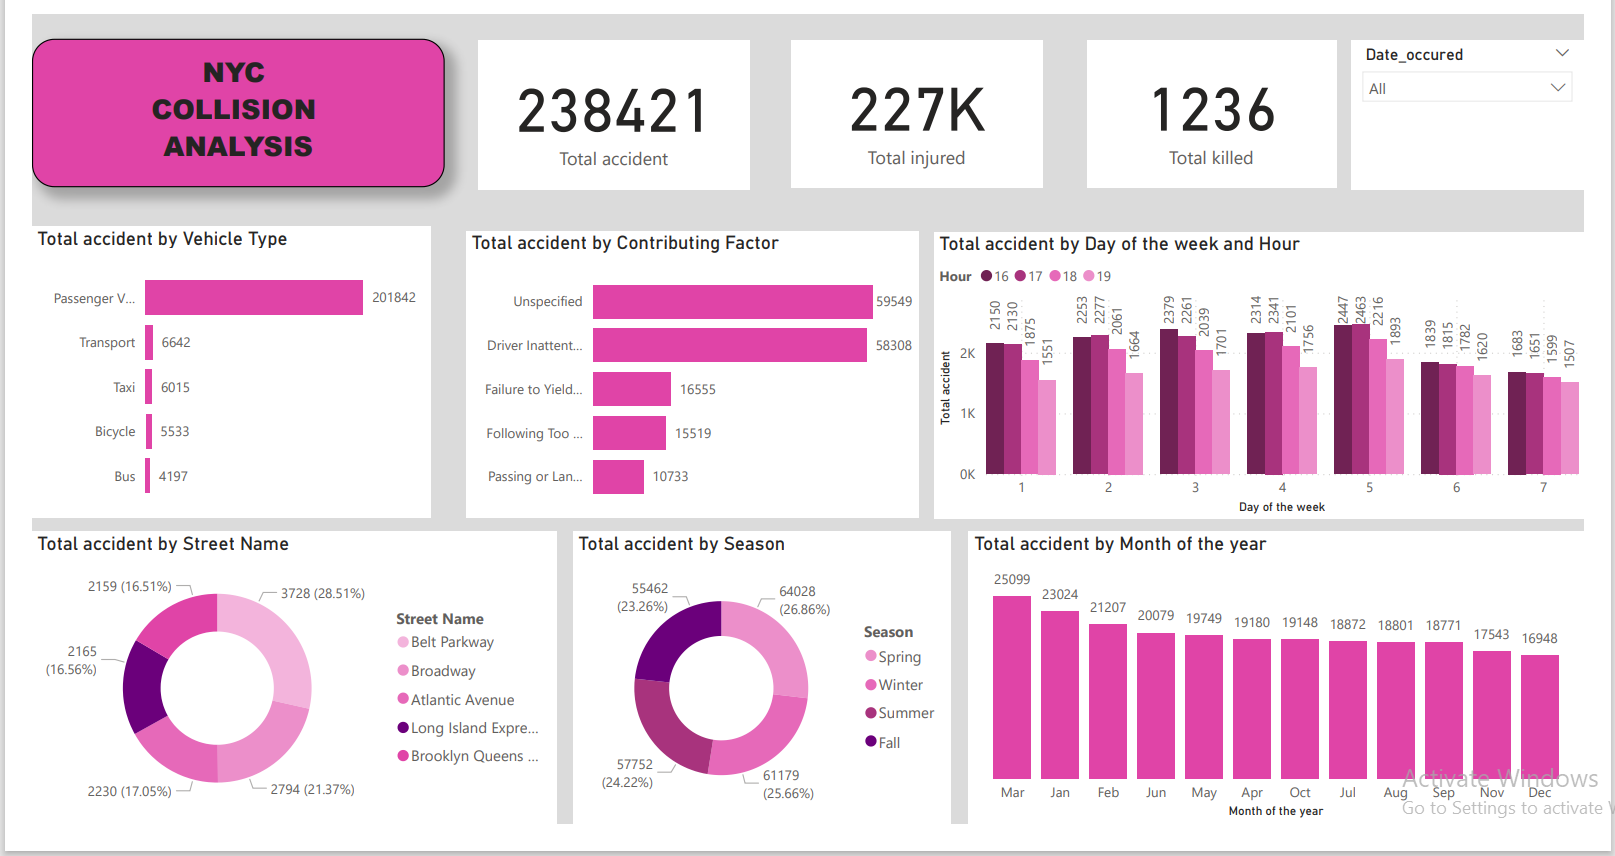 NYC
COLLISION
ANALYSIS
238421
Total accident
227K
Total injured
1236
Total killed
Date_occured
All
Total accident by Vehicle Type
Passenger V... 201842
Transport 6642
Taxi 6015
Bicycle 5533
Bus 4197
Total accident by Contributing Factor
Unspecified 59549
Driver Inattent... 58308
Failure to Yield... 16555
Following Too ... 15519
Passing or Lan... 10733
Total accident by Day of the week and Hour
Hour 16 17 18 19
2150 2130 1875 1551 2253 2277 2061 1664 2379 2261 2039 1701 2314 2341 2101 1756 2447 2463 2216 1893 1839 1815 1782 1620 1683 1651 1599 1507
Total accident
2K
1K
0K
1 2 3 4 5 6 7
Day of the week
Total accident by Street Name
2159 (16.51%)
3728 (28.51%)
2165
(16.56%)
2230 (17.05%)
2794 (21.37%)
Street Name
Belt Parkway
Broadway
Atlantic Avenue
Long Island Expre...
Brooklyn Queens ...
Total accident by Season
55462
(23.26%)
64028
(26.86%)
57752
(24.22%)
61179
(25.66%)
Season
Spring
Winter
Summer
Fall
Total accident by Month of the year
25099 23024 21207 20079 19749 19180 19148 18872 18801 18771 17543 16948
Mar Jan Feb Jun May Apr Oct Jul Aug Sep Nov Dec
Month of the year
Activate Windows
Go to Settings to activate W